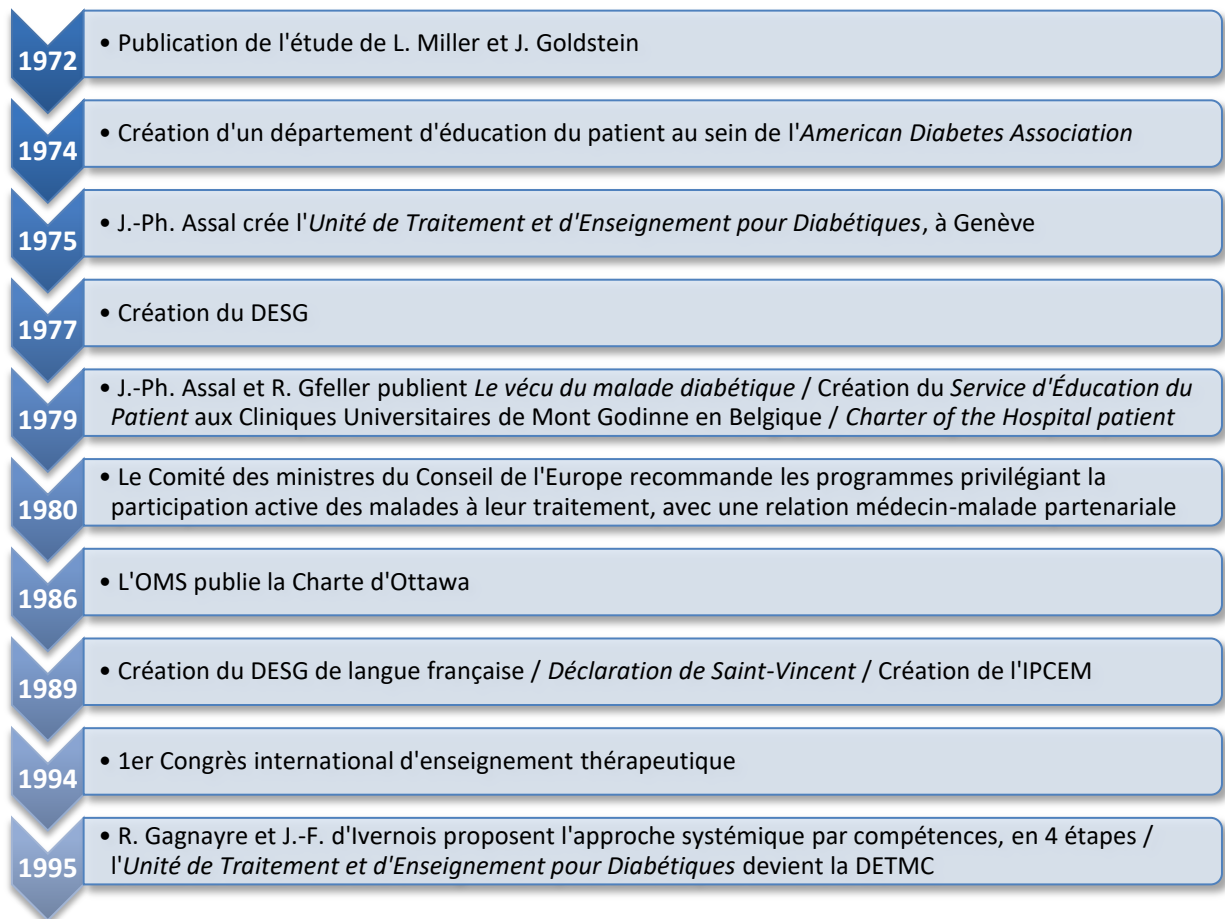 1972
• Publication de l'étude de L. Miller et J. Goldstein
1974
• Création d'un département d'éducation du patient au sein de l'American Diabetes Association
1975
• J.-Ph. Assal crée l'Unité de Traitement et d'Enseignement pour Diabétiques, à Genève
1977
• Création du DESG
1979
• J.-Ph. Assal et R. Gfeller publient Le vécu du malade diabétique / Création du Service d'Éducation du
Patient aux Cliniques Universitaires de Mont Godinne en Belgique / Charter of the Hospital patient
1980
• Le Comité des ministres du Conseil de l'Europe recommande les programmes privilégiant la
participation active des malades à leur traitement, avec une relation médecin-malade partenariale
1986
• L'OMS publie la Charte d'Ottawa
1989
• Création du DESG de langue française / Déclaration de Saint-Vincent / Création de l'IPCEM
1994
• 1er Congrès international d'enseignement thérapeutique
1995
• R. Gagnayre et J.-F. d'Ivernois proposent l'approche systémique par compétences, en 4 étapes /
l'Unité de Traitement et d'Enseignement pour Diabétiques devient la DETMC